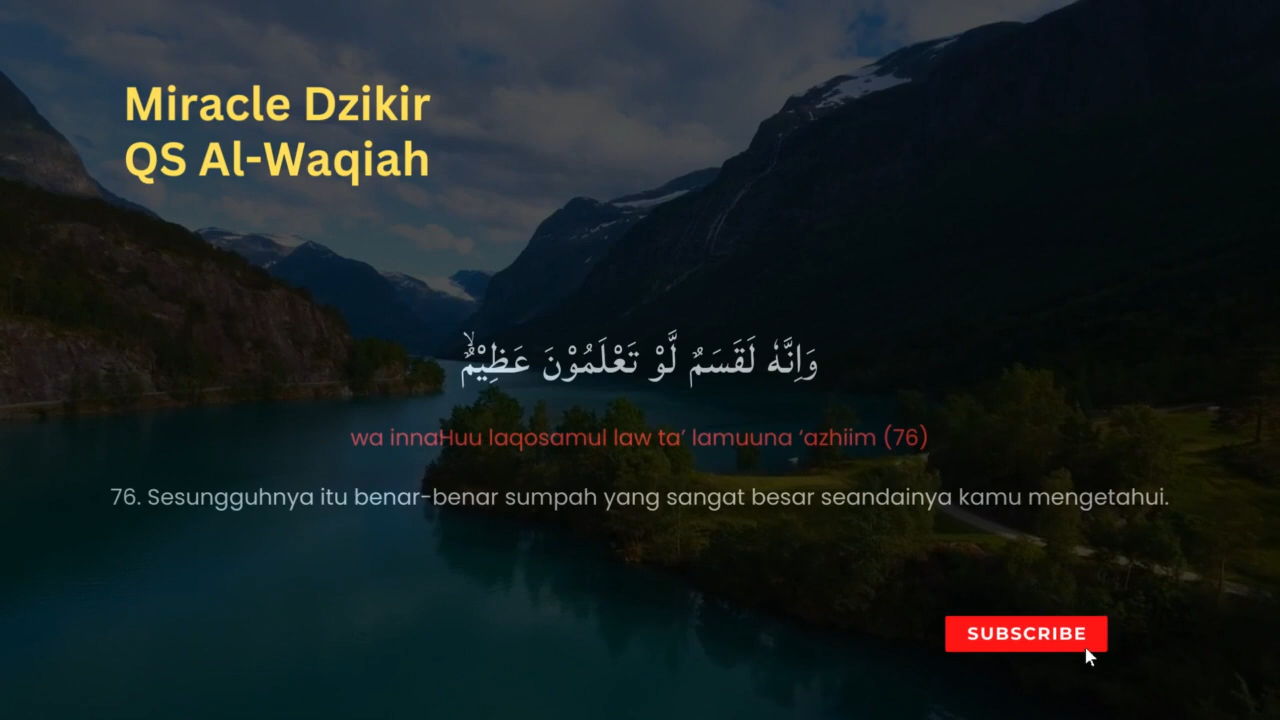 Miracle Dzikir
QS Al-Waqiah
وَاِنَّهٗ لَقَسَمٌ لَّوْ تَعْلَمُوْنَ عَظِيْمٌۙ
wa innaHuu laqosamul law ta’ lamuuna ‘azhiim (76)
76. Sesungguhnya itu benar-benar sumpah yang sangat besar seandainya kamu mengetahui.
SUBSCRIBE